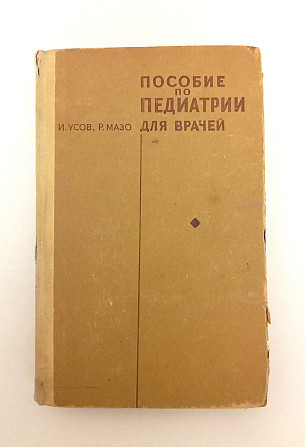 ПОСОБИЕ
ПО
ПЕДИАТРИИ
И. УСОВ, Р. МАЗО ДЛЯ ВРАЧЕЙ